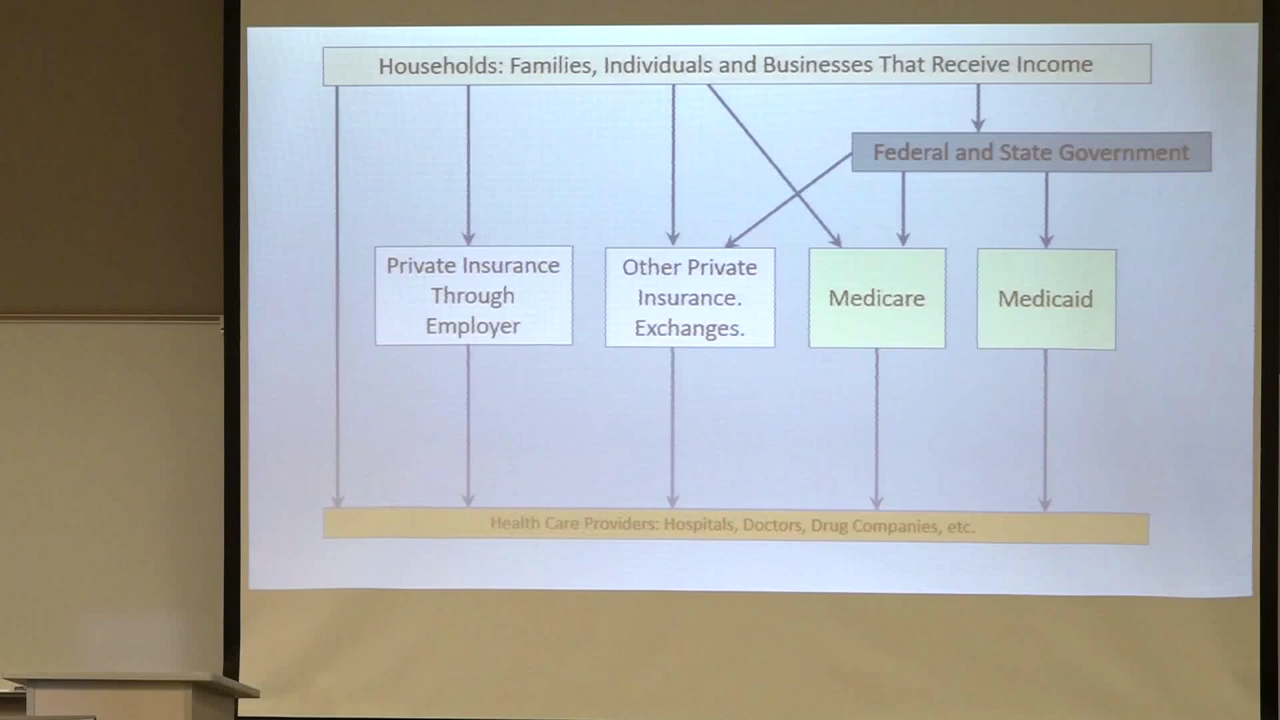 Households: Families, Individuals and Businesses That Receive Income
Federal and State Government
Private Insurance
Through
Employer
Other Private
Insurance.
Exchanges.
Medicare
Medicaid
Health Care Providers: Hospitals, Doctors, Drug Companies, etc.